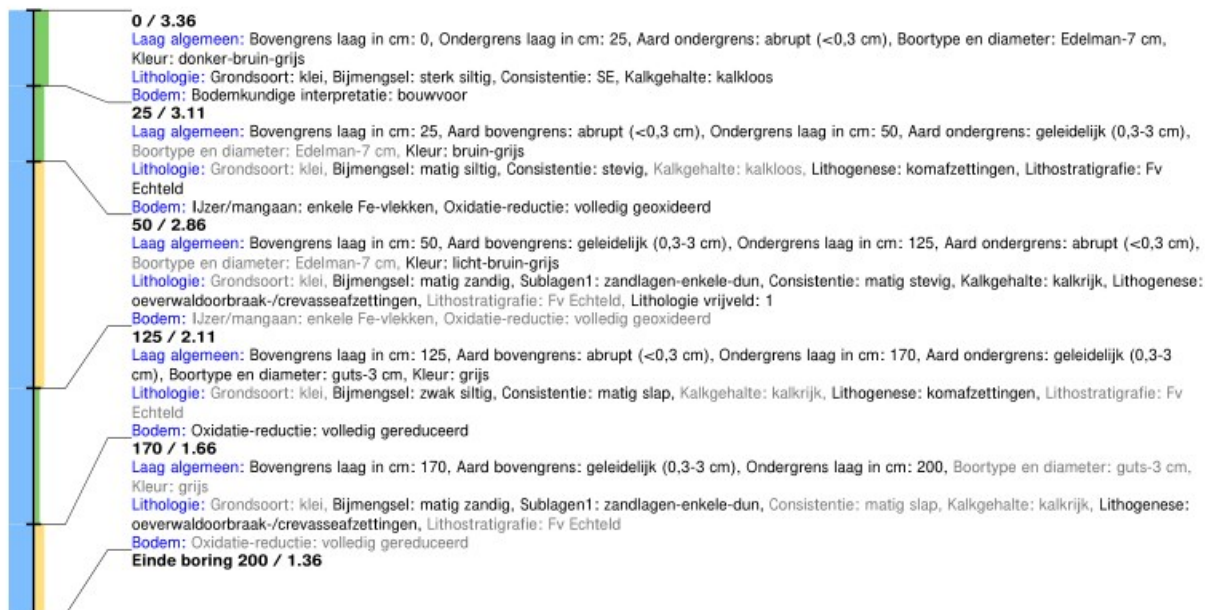 0 / 3.36
Laag algemeen: Bovengrens laag in cm: 0, Ondergrens laag in cm: 25, Aard ondergrens: abrupt (<0,3 cm), Boortype en diameter: Edelman-7 cm,
Kleur: donker-bruin-grijs
Lithologie: Grondsoort: klei, Bijmengsel: sterk siltig, Consistentie: SE, Kalkgehalte: kalkloos
Bodem: Bodemkundige interpretatie: bouwvoor
25 / 3.11
Laag algemeen: Bovengrens laag in cm: 25, Aard bovengrens: abrupt (<0,3 cm), Ondergrens laag in cm: 50, Aard ondergrens: geleidelijk (0,3-3 cm),
Boortype en diameter: Edelman-7 cm, Kleur: bruin-grijs
Lithologie: Grondsoort: klei, Bijmengsel: matig siltig, Consistentie: stevig, Kalkgehalte: kalkloos, Lithogenese: komafzettingen, Lithostratigrafie: Fv
Echteld
Bodem: IJzer/mangaan: enkele Fe-vlekken, Oxidatie-reductie: volledig geoxideerd
50 / 2.86
Laag algemeen: Bovengrens laag in cm: 50, Aard bovengrens: geleidelijk (0,3-3 cm), Ondergrens laag in cm: 125, Aard ondergrens: abrupt (<0,3 cm),
Boortype en diameter: Edelman-7 cm, Kleur: licht-bruin-grijs
Lithologie: Grondsoort: klei, Bijmengsel: matig zandig, Sublagen1: zandlagen-enkele-dun, Consistentie: matig stevig, Kalkgehalte: kalkrijk, Lithogenese:
oeverwaldoorbraak-/crevasseafzettingen, Lithostratigrafie: Fv Echteld, Lithologie vrijveld: 1
Bodem: IJzer/mangaan: enkele Fe-vlekken, Oxidatie-reductie: volledig geoxideerd
125 / 2.11
Laag algemeen: Bovengrens laag in cm: 125, Aard bovengrens: abrupt (<0,3 cm), Ondergrens laag in cm: 170, Aard ondergrens: geleidelijk (0,3-3
cm), Boortype en diameter: guts-3 cm, Kleur: grijs
Lithologie: Grondsoort: klei, Bijmengsel: zwak siltig, Consistentie: matig slap, Kalkgehalte: kalkrijk, Lithogenese: komafzettingen, Lithostratigrafie: Fv
Echteld
Bodem: Oxidatie-reductie: volledig gereduceerd
170 / 1.66
Laag algemeen: Bovengrens laag in cm: 170, Aard bovengrens: geleidelijk (0,3-3 cm), Ondergrens laag in cm: 200, Boortype en diameter: guts-3 cm,
Kleur: grijs
Lithologie: Grondsoort: klei, Bijmengsel: matig zandig, Sublagen1: zandlagen-enkele-dun, Consistentie: matig slap, Kalkgehalte: kalkrijk, Lithogenese:
oeverwaldoorbraak-/crevasseafzettingen, Lithostratigrafie: Fv Echteld
Bodem: Oxidatie-reductie: volledig gereduceerd
Einde boring 200 / 1.36